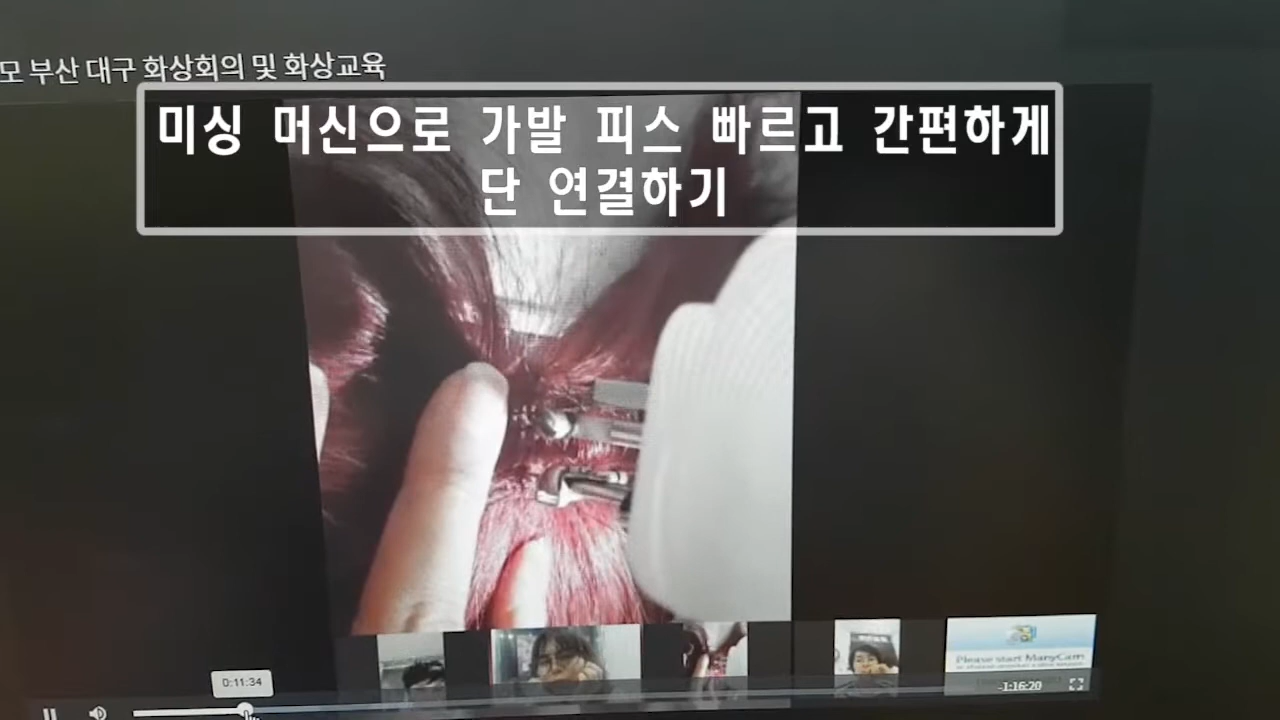 모 부산 대구 화상회의 및 화상교육
미싱 머신으로 가발 피스 빠르고 간편하게
단 연결하기
Please start ManyCam
0:11:34
-1:16:20